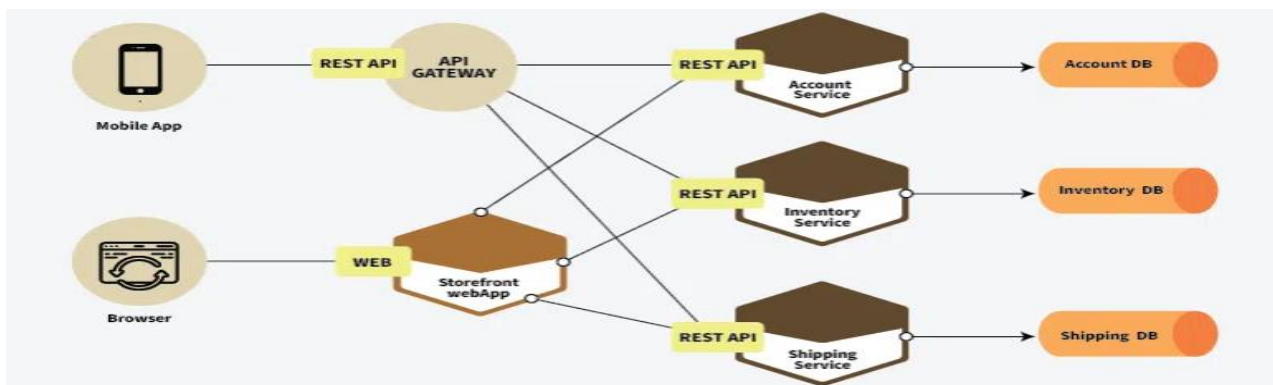 REST API
API
GATEWAY
REST API
Account
Service
Account DB
Mobile App
REST API
Inventory
Service
Inventory DB
WEB
Storefront
webApp
Browser
REST API
Shipping
Service
Shipping DB